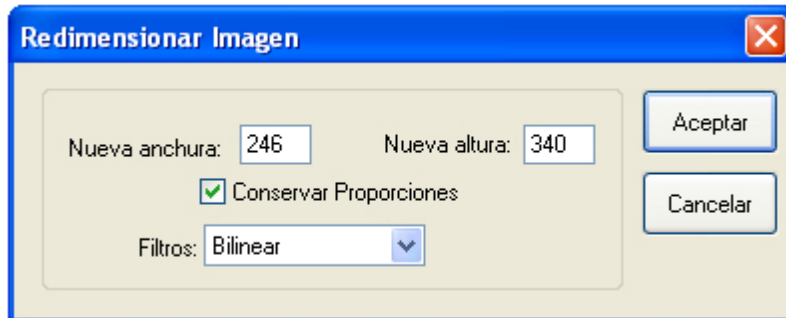 Redimensionar Imagen
Nueva anchura: 246 Nueva altura: 340
Conservar Proporciones
Filtros: Bilinear
Aceptar
Cancelar